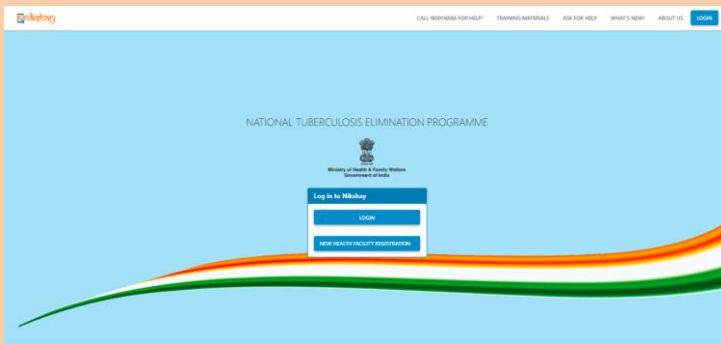 nikshay
CALL 1800116666 FOR HELP! TRAINING MATERIALS ASK FOR HELP WHAT'S NEW! ABOUT US LOGIN
NATIONAL TUBERCULOSIS ELIMINATION PROGRAMME
Ministry of Health & Family Welfare
Government of India
Log in to Nikshay
LOGIN
NEW HEALTH FACILITY REGISTRATION